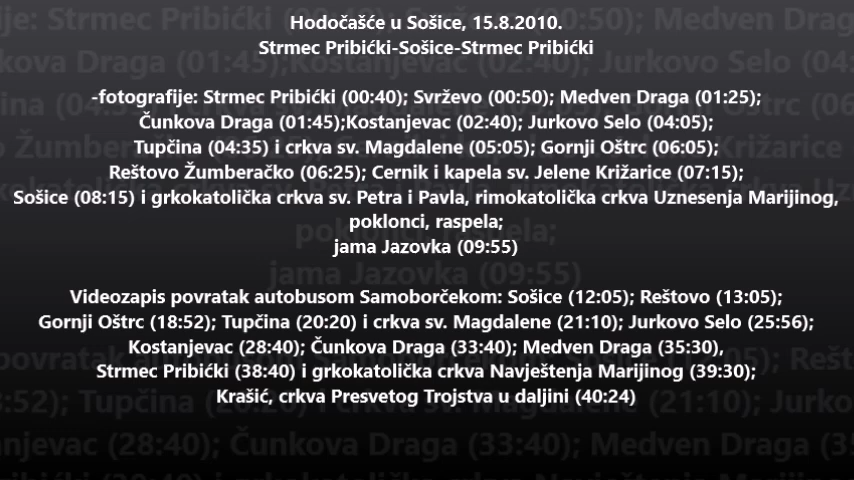 Hodočašće u Sošice, 15.8.2010.
Strmec Pribićki-Sošice-Strmec Pribićki
-fotografije: Strmec Pribićki (00:40); Svrževo (00:50); Medven Draga (01:25);
Čunkova Draga (01:45);Kostanjevac (02:40); Jurkovo Selo (04:05);
Tupčina (04:35) i crkva sv. Magdalene (05:05); Gornji Oštrc (06:05);
Reštovo Žumberačko (06:25); Cernik i kapela sv. Jelene Križarice (07:15);
Sošice (08:15) i grkokatolička crkva sv. Petra i Pavla, rimokatolička crkva Uznesenja Marijinog,
poklonci, raspela;
jama Jazovka (09:55)
Videozapis povratak autobusom Samoborčekom: Sošice (12:05); Reštovo (13:05);
Gornji Oštrc (18:52); Tupčina (20:20) i crkva sv. Magdalene (21:10); Jurkovo Selo (25:56);
Kostanjevac (28:40); Čunkova Draga (33:40); Medven Draga (35:30),
Strmec Pribićki (38:40) i grkokatolička crkva Navještenja Marijinog (39:30);
Krašić, crkva Presvetog Trojstva u daljini (40:24)